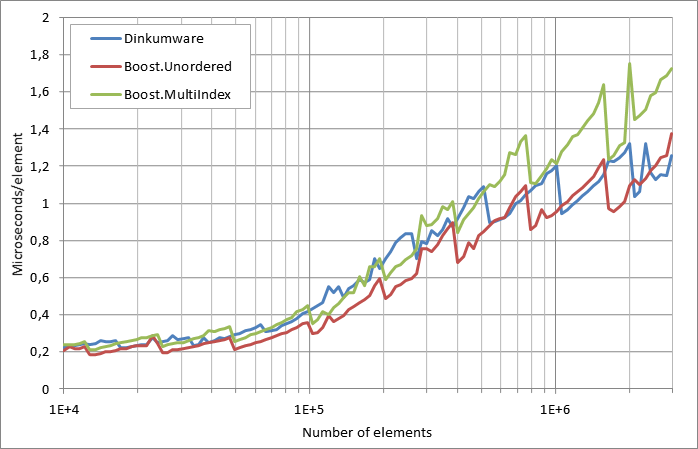 2
1,8
1,6
1,4
1,2
1
0,8
0,6
0,4
0,2
0
Microseconds/element
Dinkumware
Boost.Unordered
Boost.MultiIndex
1E+4
1E+5
1E+6
Number of elements